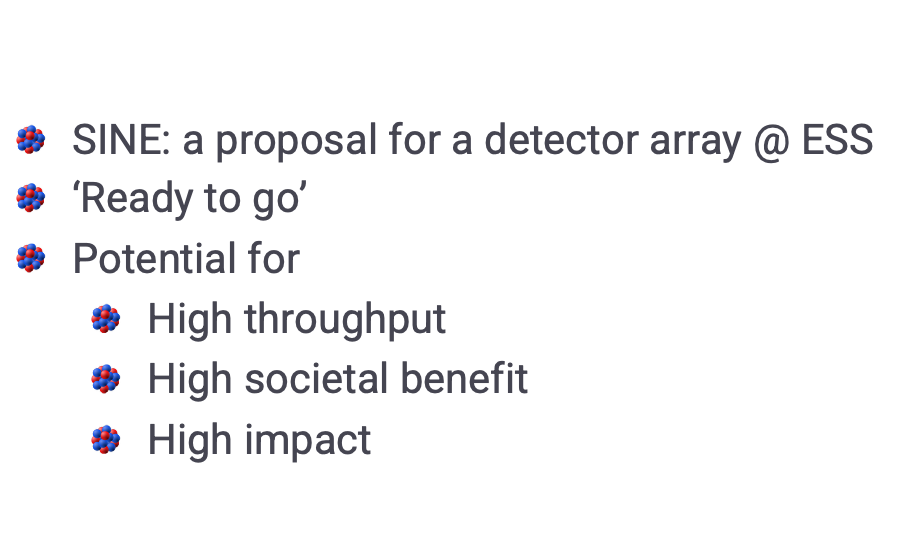 SINE: a proposal for a detector array @ ESS
‘Ready to go’
Potential for
High throughput
High societal benefit
High impact